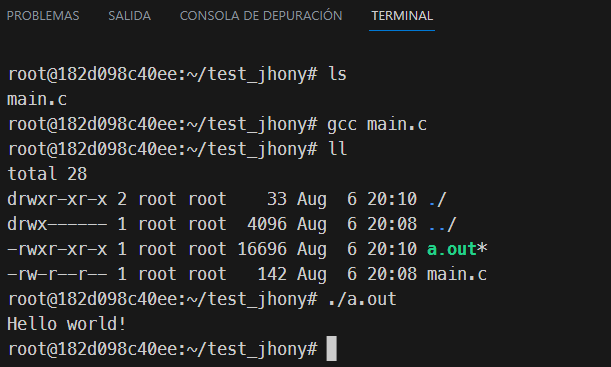 PROBLEMAS SALIDA CONSOLA DE DEPURACIÓN TERMINAL
root@182d098c40ee:~/test_jhony# ls
main.c
root@182d098c40ee:~/test_jhony# gcc main.c
root@182d098c40ee:~/test_jhony# ll
total 28
drwxr-xr-x 2 root root    33 Aug  6 20:10 ./
drwx------ 1 root root  4096 Aug  6 20:08 ../
-rwxr-xr-x 1 root root 16696 Aug  6 20:10 a.out*
-rw-r--r-- 1 root root   142 Aug  6 20:08 main.c
root@182d098c40ee:~/test_jhony# ./a.out
Hello world!
root@182d098c40ee:~/test_jhony#